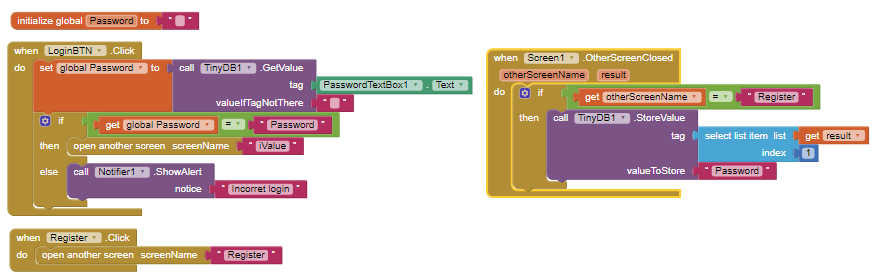 initialize global Password to " "
when LoginBTN .Click
do set global Password to call TinyDB1 .GetValue
tag PasswordTextBox1 . Text
valueIfTagNotThere " "
if get global Password = " Password "
then open another screen screenName " iValue "
else call Notifier1 .ShowAlert
notice " Incorret login "
when Register .Click
do open another screen screenName " Register "
when Screen1 .OtherScreenClosed
otherScreenName result
do if get otherScreenName = " Register "
then call TinyDB1 .StoreValue
tag select list item list get result
index 1
valueToStore " Password "